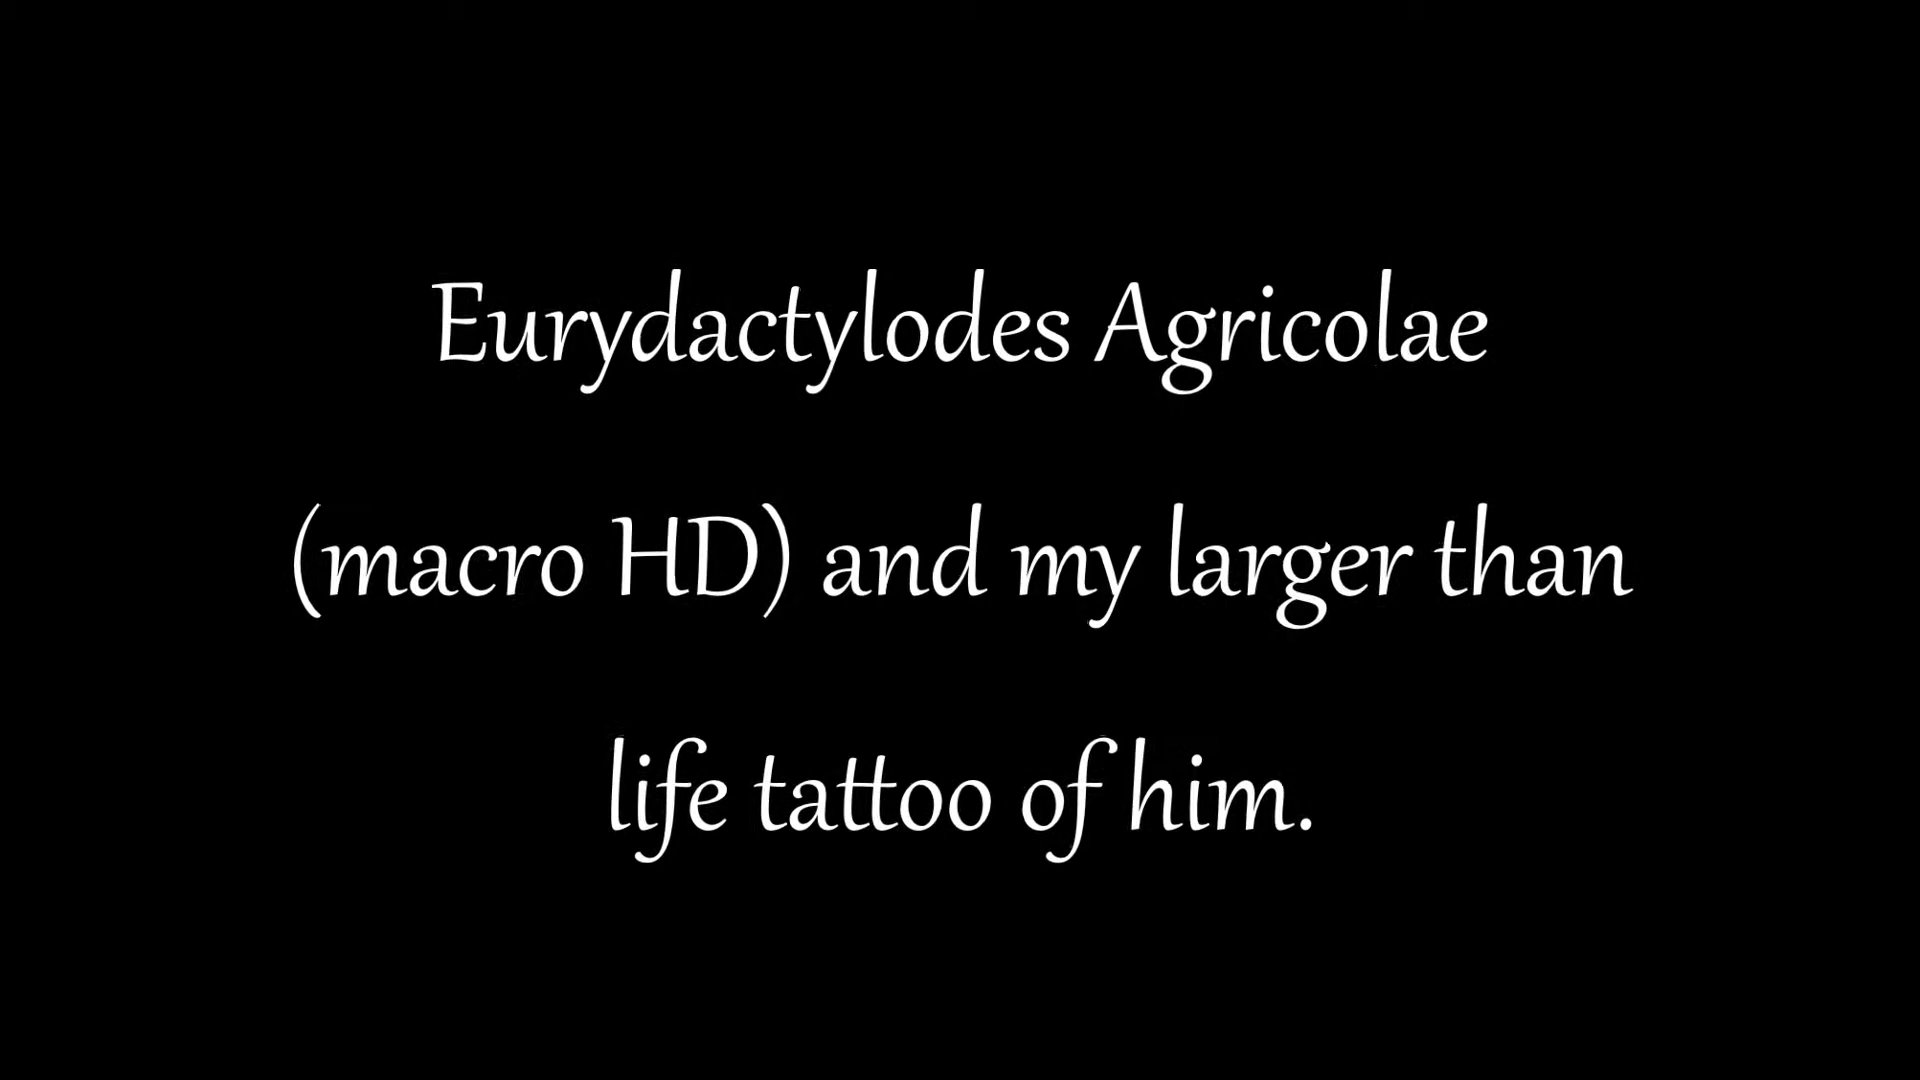 Eurydactylodes Agricolae
(macro HD) and my larger than
life tattoo of him.